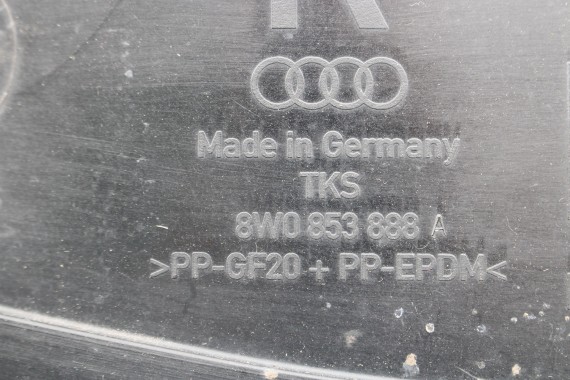 R
Made in Germany
TKS
8W0 853 888 A
>PP-GF20 + PP-EPDM<